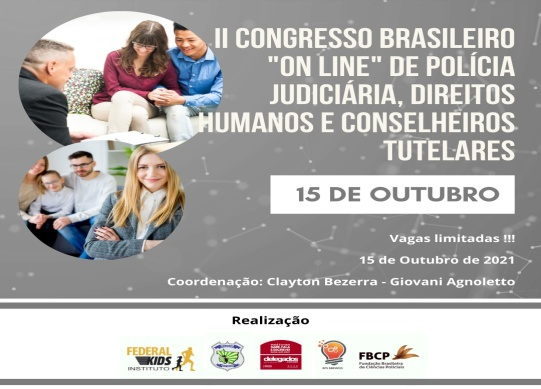 II CONGRESSO BRASILEIRO
"ON LINE" DE POLÍCIA
JUDICIÁRIA, DIREITOS
HUMANOS E CONSELHEIROS
TUTELARES
15 DE OUTUBRO
Vagas limitadas !!!
15 de Outubro de 2021
Coordenação: Clayton Bezerra - Giovani Agnoletto
Realização
FEDERAL
KIDS
INSTITUTO
delegados
FBCP
Fundação Brasileira
de Ciências Policiais